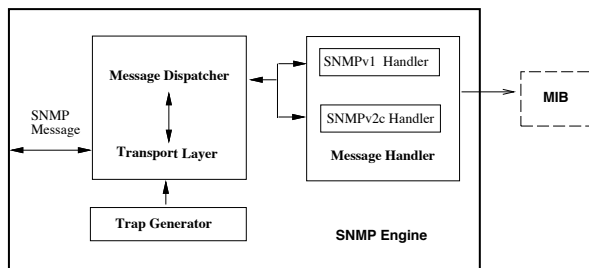 SNMP
Message
Message Dispatcher
Transport Layer
Trap Generator
SNMPv1 Handler
SNMPv2c Handler
Message Handler
SNMP Engine
MIB